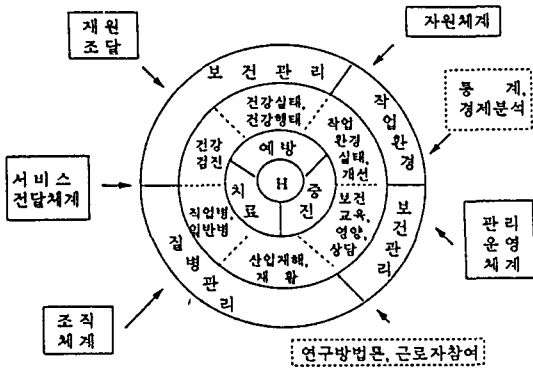 재 원
조 달
자원체계
보 건 관 리
건강실태,
건강행태
작 업 환 경
통 계,
경제분석
건강
검진
예 방
작업
환경
실태,
개선
서 비 스
전달체계
H
치 료
증 진
직업병,
일반병
보건
교육,
영양,
상담
보 건 관 리
관 리
운 영
체 계
질 병 관 리
산업재해,
재 활
조 직
체 계
연구방법론, 근로자참여